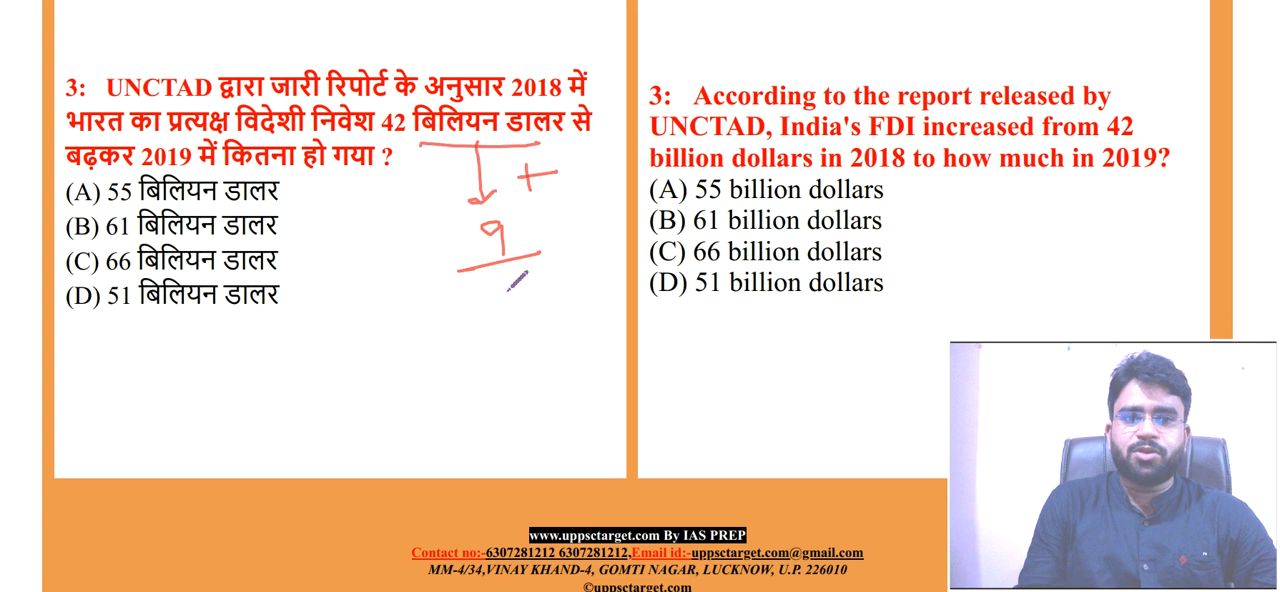 3: UNCTAD द्वारा जारी रिपोर्ट के अनुसार 2018 में
भारत का प्रत्यक्ष विदेशी निवेश 42 बिलियन डालर से
बढ़कर 2019 में कितना हो गया ?
(A) 55 बिलियन डालर
(B) 61 बिलियन डालर
(C) 66 बिलियन डालर
(D) 51 बिलियन डालर
+
9
3: According to the report released by
UNCTAD, India's FDI increased from 42
billion dollars in 2018 to how much in 2019?
(A) 55 billion dollars
(B) 61 billion dollars
(C) 66 billion dollars
(D) 51 billion dollars
www.uppsctarget.com By IAS PREP
Contact no:-6307281212 6307281212,Email id:-uppsctarget.com@gmail.com
MM-4/34,VINAY KHAND-4, GOMTI NAGAR, LUCKNOW, U.P. 226010
©uppsctarget.com